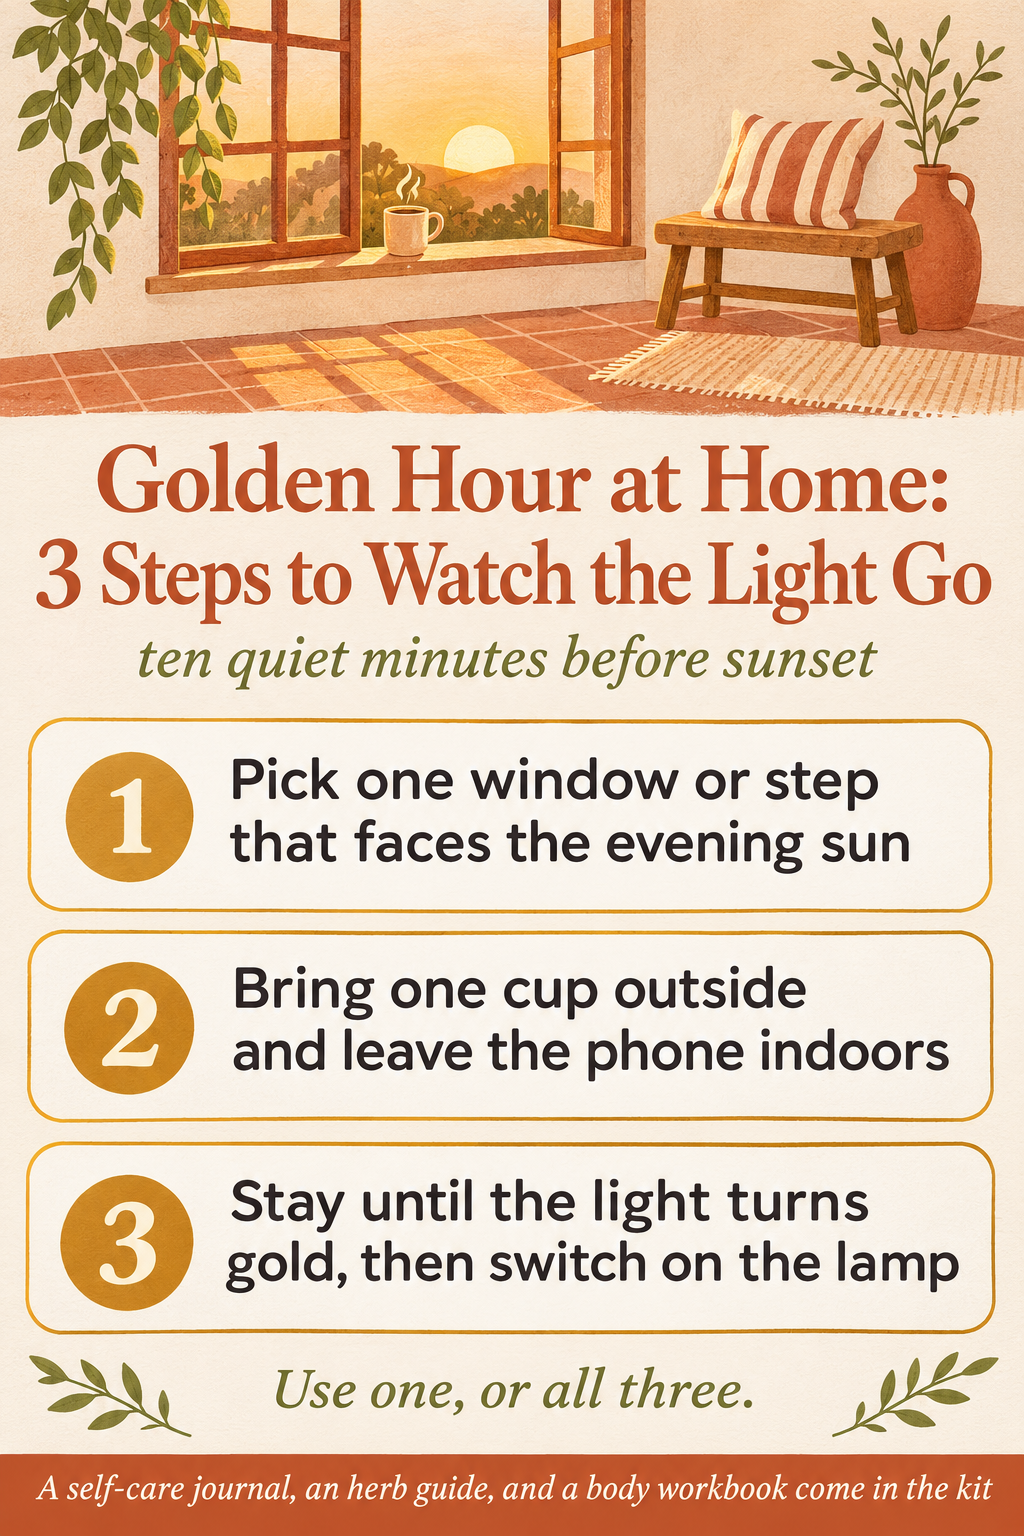 Golden Hour at Home:
3 Steps to Watch the Light Go
ten quiet minutes before sunset
1
Pick one window or step
that faces the evening sun
2
Bring one cup outside
and leave the phone indoors
3
Stay until the light turns
gold, then switch on the lamp
Use one, or all three.
A self-care journal, an herb guide, and a body workbook come in the kit